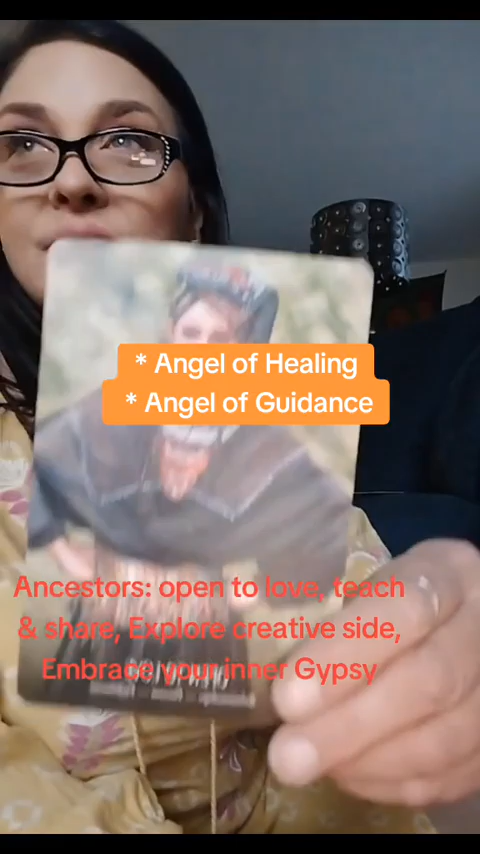 * Angel of Healing
* Angel of Guidance
Ancestors: open to love, teach
& share, Explore creative side,
Embrace your inner Gypsy